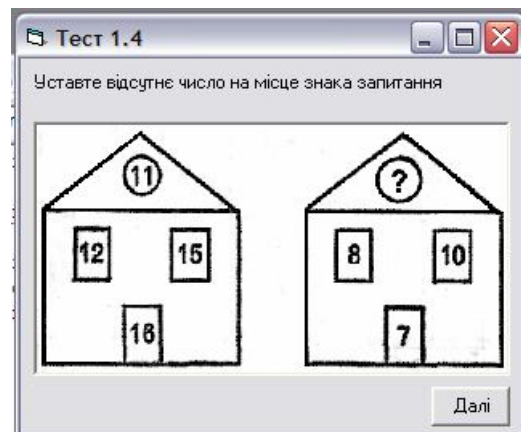 Тест 1.4
Уставте відсутнє число на місце знака запитання
11 ?
12 15 8 10
16 7
Далі